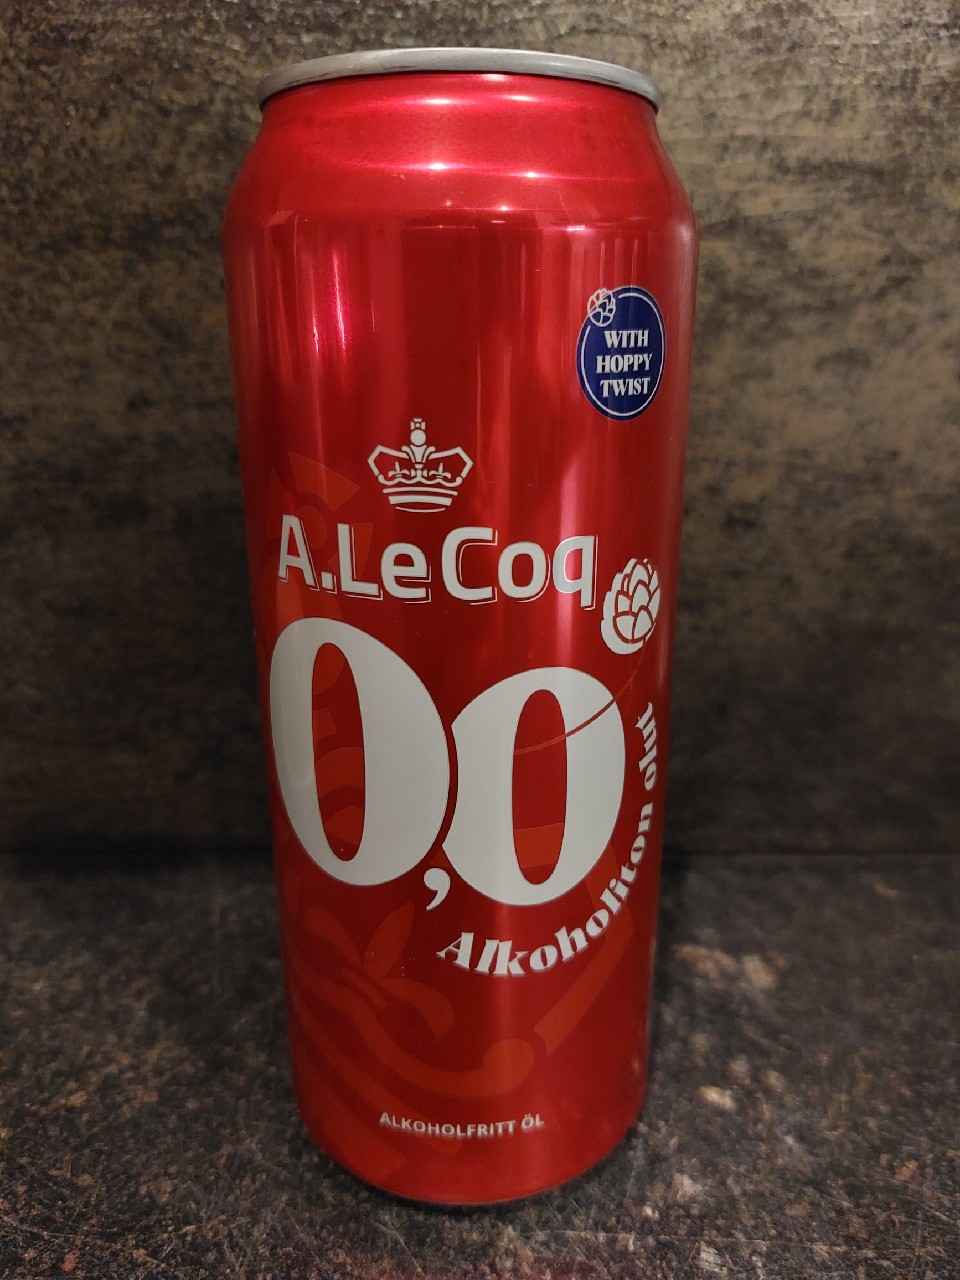 WITH
HOPPY
TWIST
A.Le Coq
0,0
Alkoholiton olut
ALKOHOLFRITT ÖL